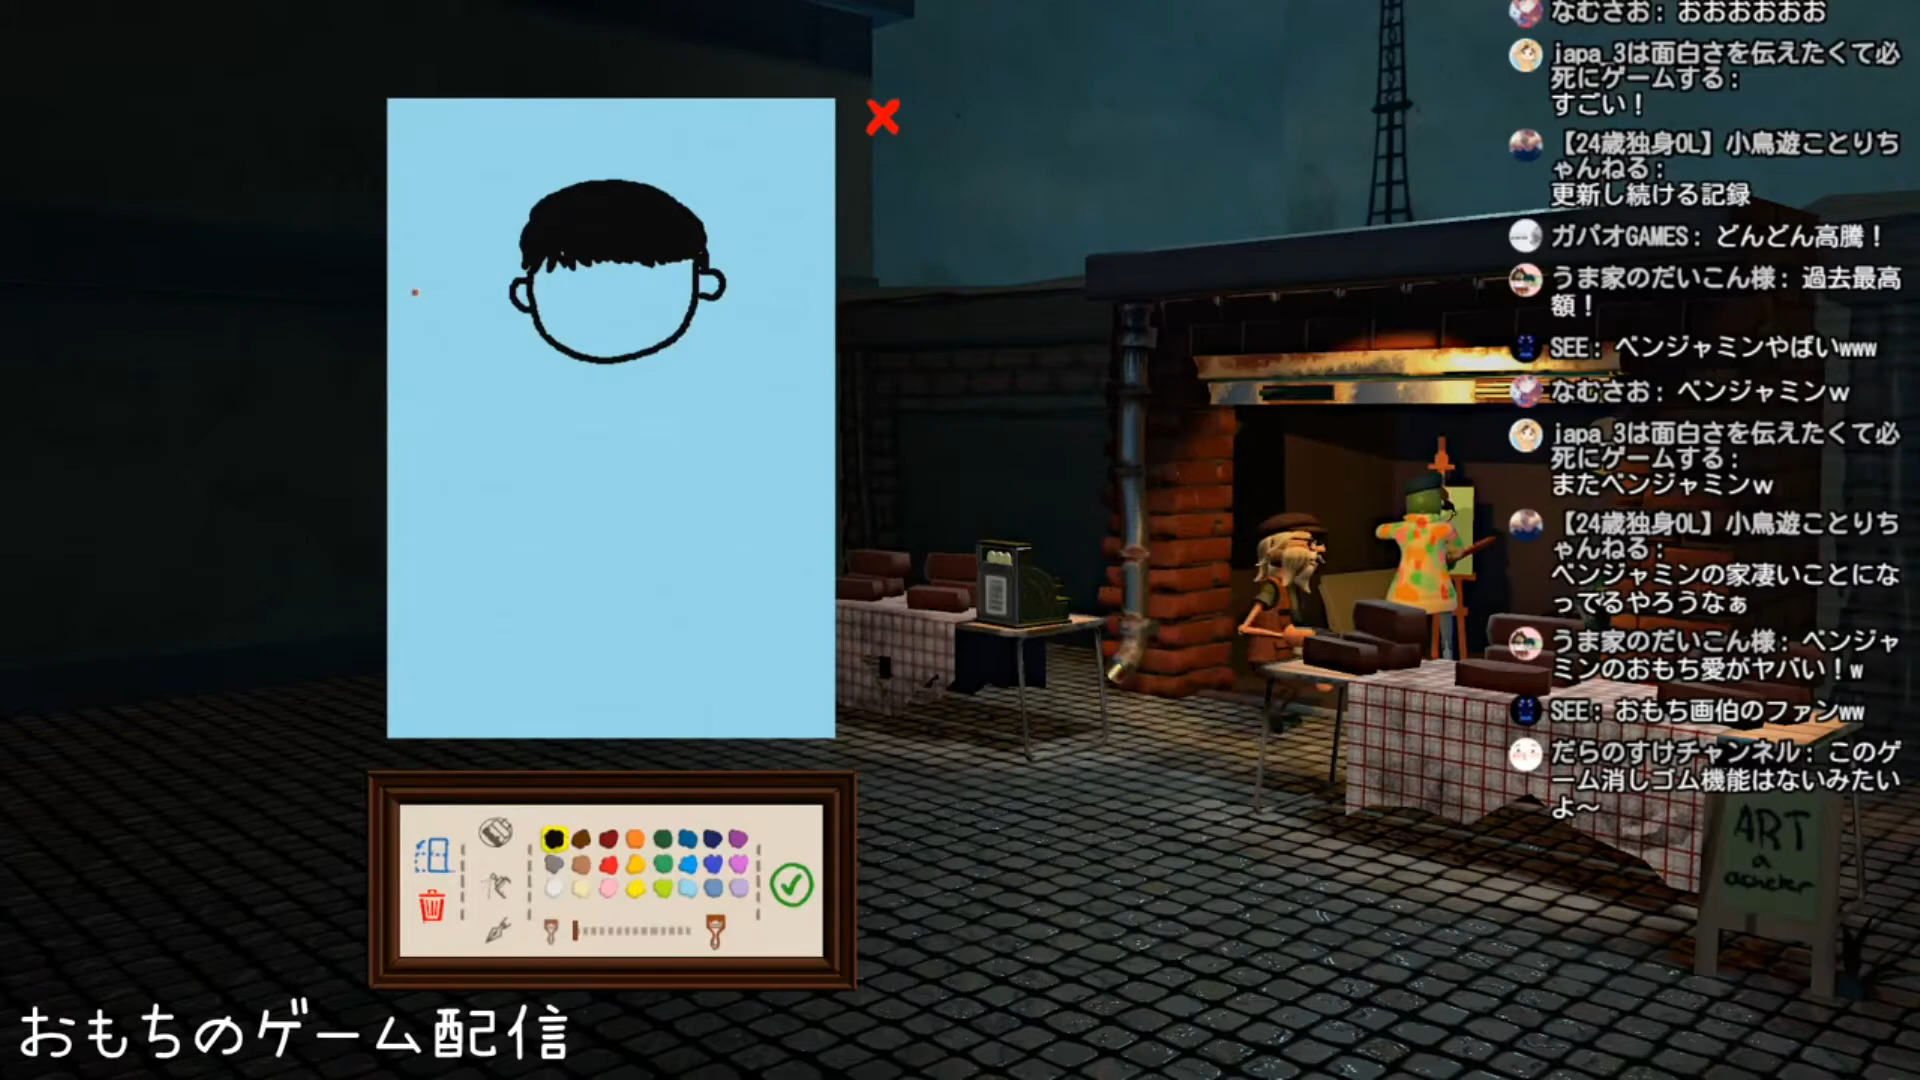 なむさお: おおおおおお
japa_3は面白さを伝えたくて必
死にゲームする:
すごい!
【24歳独身OL】小鳥遊ことりち
ゃんねる:
更新し続ける記録
ガパオGAMES: どんどん高騰!
うま家のだいこん様: 過去最高
額!
SEE: ベンジャミンやばいwww
なむさお: ベンジャミンw
japa_3は面白さを伝えたくて必
死にゲームする:
またベンジャミンw
【24歳独身OL】小鳥遊ことりち
ゃんねる:
ベンジャミンの家凄いことにな
ってるやろうなぁ
うま家のだいこん様: ベンジャ
ミンのおもち愛がヤバい!w
SEE: おもち画伯のファンww
だらのすけチャンネル: このゲ
ーム消しゴム機能はないみたい
よ～
ART
a
acheter
おもちのゲーム配信